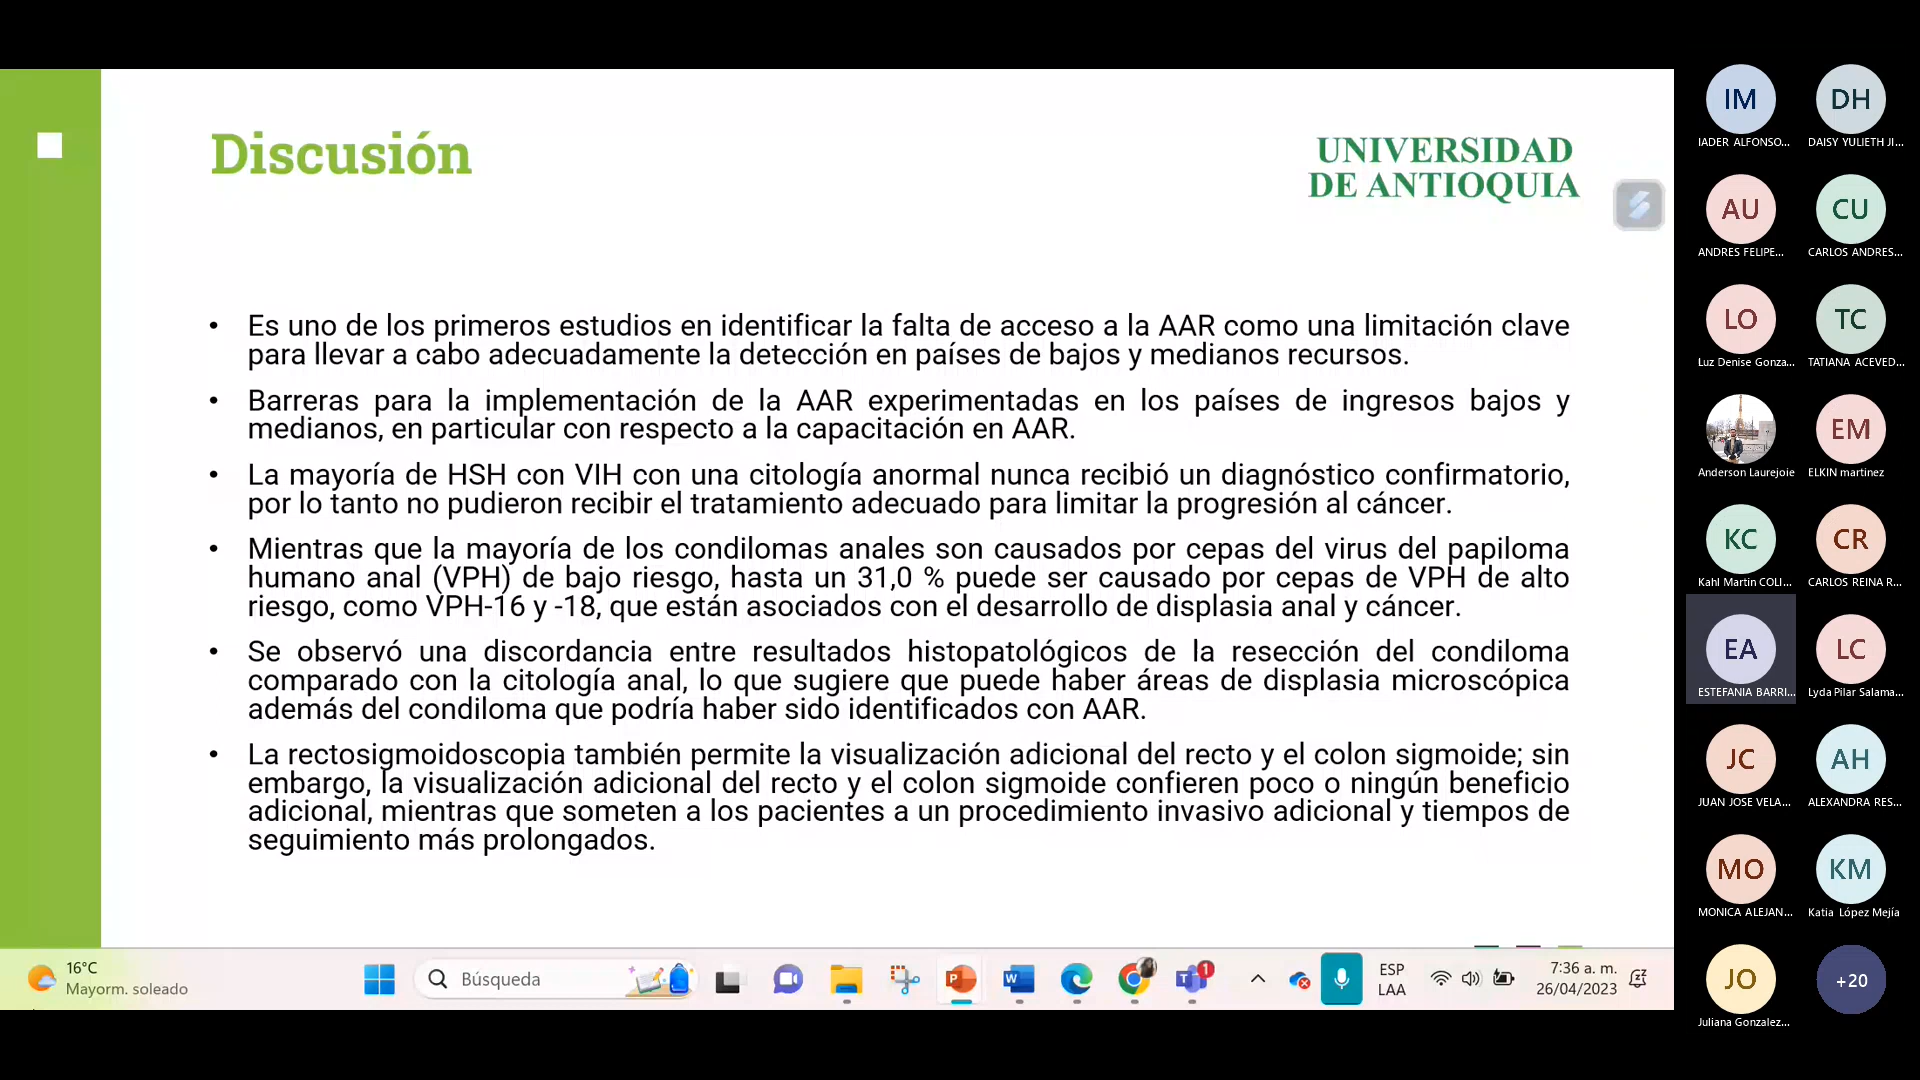 Discusión
UNIVERSIDAD
DE ANTIOQUIA
• Es uno de los primeros estudios en identificar la falta de acceso a la AAR como una limitación clave
para llevar a cabo adecuadamente la detección en países de bajos y medianos recursos.
• Barreras para la implementación de la AAR experimentadas en los países de ingresos bajos y
medianos, en particular con respecto a la capacitación en AAR.
• La mayoría de HSH con VIH con una citología anormal nunca recibió un diagnóstico confirmatorio,
por lo tanto no pudieron recibir el tratamiento adecuado para limitar la progresión al cáncer.
• Mientras que la mayoría de los condilomas anales son causados por cepas del virus del papiloma
humano anal (VPH) de bajo riesgo, hasta un 31,0 % puede ser causado por cepas de VPH de alto
riesgo, como VPH-16 y -18, que están asociados con el desarrollo de displasia anal y cáncer.
• Se observó una discordancia entre resultados histopatológicos de la resección del condiloma
comparado con la citología anal, lo que sugiere que puede haber áreas de displasia microscópica
además del condiloma que podría haber sido identificados con AAR.
• La rectosigmoidoscopia también permite la visualización adicional del recto y el colon sigmoide; sin
embargo, la visualización adicional del recto y el colon sigmoide confieren poco o ningún beneficio
adicional, mientras que someten a los pacientes a un procedimiento invasivo adicional y tiempos de
seguimiento más prolongados.
16°C
Mayorm. soleado
Búsqueda
1
ESP
LAA
7:36 a. m.
26/04/2023
IM
IADER ALFONSO...
DH
DAISY YULIETH JI...
AU
ANDRES FELIPE...
CU
CARLOS ANDRES...
LO
Luz Denise Gonza...
TC
TATIANA ACEVED...
Anderson Laurejoie
EM
ELKIN martinez
KC
Kahl Martin COLI...
CR
CARLOS REINA R...
EA
ESTEFANIA BARRI...
LC
Lyda Pilar Salama...
JC
JUAN JOSE VELA...
AH
ALEXANDRA RES...
MO
MONICA ALEJAN...
KM
Katia López Mejía
JO
Juliana Gonzalez...
+20